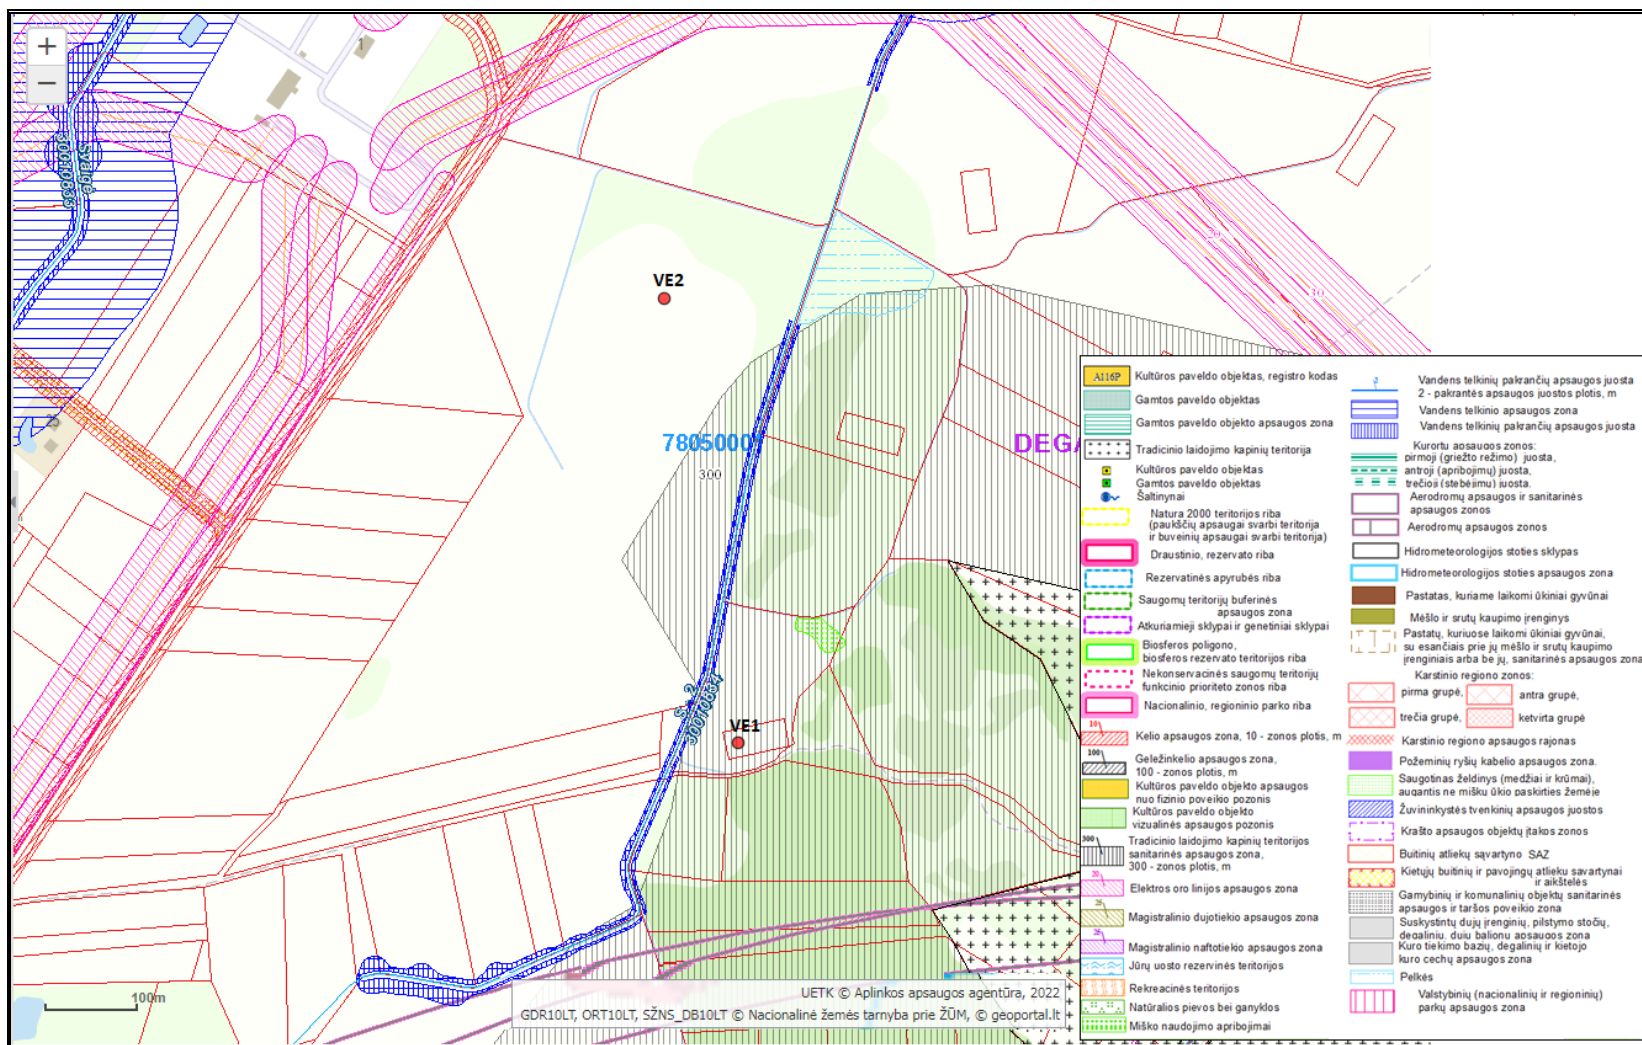 +
−
1
Švalgė
30010835
20
30
VE2
25
7805000
DEGA
300
S-2
30010834
VE1
100m
UETK © Aplinkos apsaugos agentūra, 2022
GDR10LT, ORT10LT, SŽNS_DB10LT © Nacionalinė žemės tarnyba prie ŽŪM, © geoportal.lt
A116P Kultūros paveldo objektas, registro kodas
Gamtos paveldo objektas
Gamtos paveldo objekto apsaugos zona
Tradicinio laidojimo kapinių teritorija
Kultūros paveldo objektas
Gamtos paveldo objektas
Šaltinynai
Natura 2000 teritorijos riba
(paukščių apsaugai svarbi teritorija
ir buveinių apsaugai svarbi teritorija)
Draustinio, rezervato riba
Rezervatinės apyrubės riba
Saugomų teritorijų buferinės
apsaugos zona
Atkuriamieji sklypai ir genetiniai sklypai
Biosferos poligono,
biosferos rezervato teritorijos riba
Nekonservacinės saugomų teritorijų
funkcinio prioriteto zonos riba
Nacionalinio, regioninio parko riba
10 Kelio apsaugos zona, 10 - zonos plotis, m
100 Geležinkelio apsaugos zona,
100 - zonos plotis, m
Kultūros paveldo objekto apsaugos
nuo fizinio poveikio pozonis
Kultūros paveldo objekto
vizualinės apsaugos pozonis
300 Tradicinio laidojimo kapinių teritorijos
sanitarinės apsaugos zona,
300 - zonos plotis, m
20 Elektros oro linijos apsaugos zona
25 Magistralinio dujotiekio apsaugos zona
25 Magistralinio naftotiekio apsaugos zona
Jūrų uosto rezervinės teritorijos
Rekreacinės teritorijos
Natūralios pievos bei ganyklos
Miško naudojimo apribojimai
2 Vandens telkinių pakrančių apsaugos juosta
2 - pakrantės apsaugos juostos plotis, m
Vandens telkinio apsaugos zona
Vandens telkinių pakrančių apsaugos juosta
Kurortų apsaugos zonos:
pirmoji (griežto režimo) juosta,
antroji (apribojimų) juosta,
trečioji (stebėjimų) juosta.
Aerodromų apsaugos ir sanitarinės
apsaugos zonos
Aerodromų apsaugos zonos
Hidrometeorologijos stoties sklypas
Hidrometeorologijos stoties apsaugos zona
Pastatas, kuriame laikomi ūkiniai gyvūnai
Mėšlo ir srutų kaupimo įrenginys
Pastatų, kuriuose laikomi ūkiniai gyvūnai,
su esančiais prie jų mėšlo ir srutų kaupimo
įrenginiais arba be jų, sanitarinės apsaugos zona
Karstinio regiono zonos:
pirma grupė, antra grupė,
trečia grupė, ketvirta grupė
Karstinio regiono apsaugos rajonas
Požeminių ryšių kabelio apsaugos zona.
Saugotinas želdinys (medžiai ir krūmai),
augantis ne miškų ūkio paskirties žemėje
Žuvininkystės tvenkinių apsaugos juostos
Krašto apsaugos objektų įtakos zonos
Buitinių atliekų sąvartyno SAZ
Kietųjų buitinių ir pavojingų atliekų savartynai
ir aikštelės
Gamybinių ir komunalinių objektų sanitarinės
apsaugos ir taršos poveikio zona
Suskystintų dujų įrenginių, pilstymo stočių,
degalinių, dujų balionų apsaugos zona
Kuro tiekimo bazių, degalinių ir kietojo
kuro cechų apsaugos zona
Pelkės
Valstybinių (nacionalinių ir regioninių)
parkų apsaugos zona